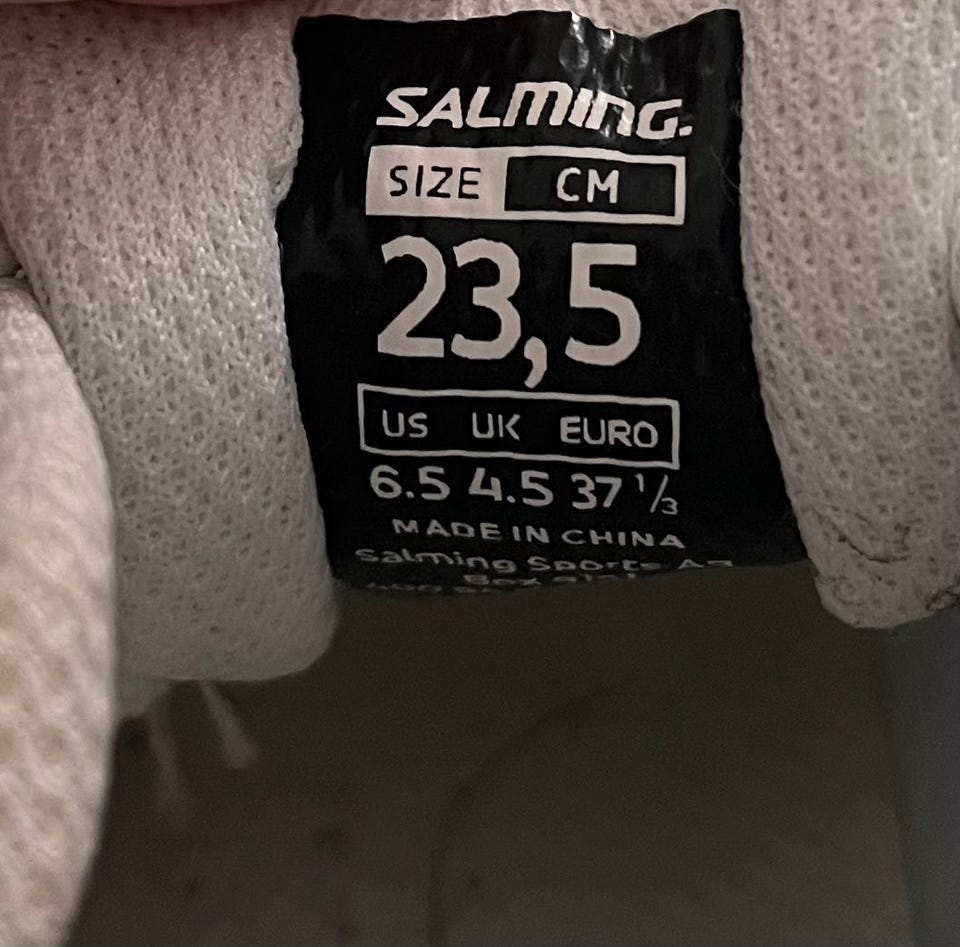 SALMING.
SIZE CM
23,5
US UK EURO
6.5 4.5 37 1/3
MADE IN CHINA
Salming Sports
Box